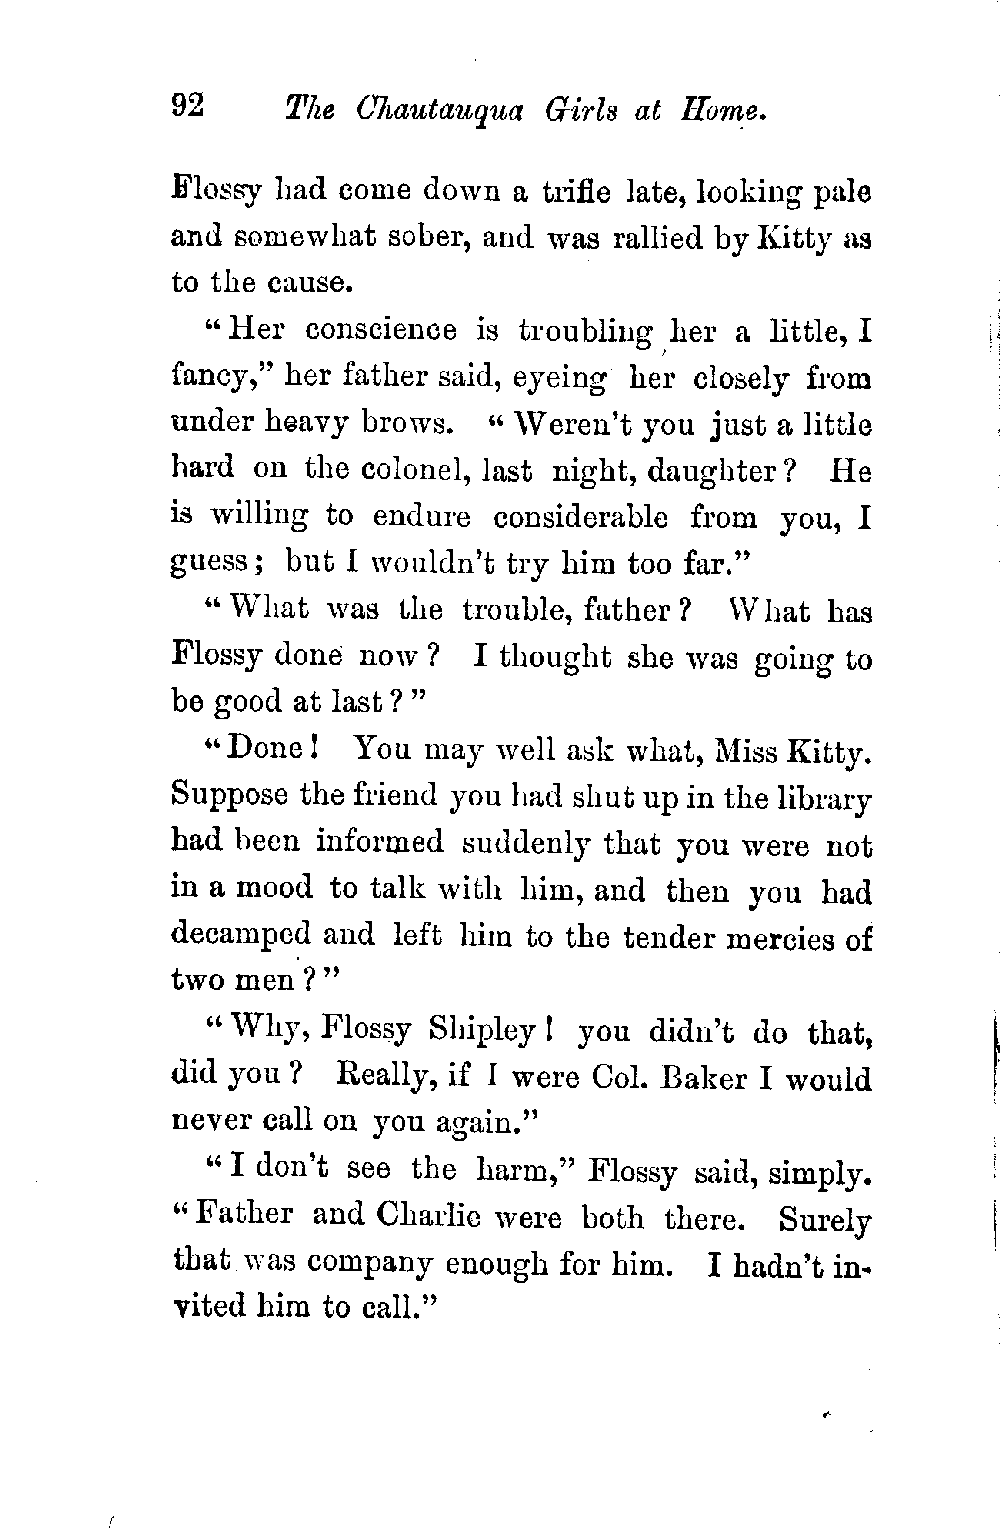 92 The Chautauqua Girls at Home.
Flossy had come down a trifle late, looking pale
and somewhat sober, and was rallied by Kitty as
to the cause.
“Her conscience is troubling her a little, I
fancy,” her father said, eyeing her closely from
under heavy brows. “Weren’t you just a little
hard on the colonel, last night, daughter? He
is willing to endure considerable from you, I
guess; but I wouldn’t try him too far.”
“What was the trouble, father? What has
Flossy done now? I thought she was going to
be good at last?”
“Done! You may well ask what, Miss Kitty.
Suppose the friend you had shut up in the library
had been informed suddenly that you were not
in a mood to talk with him, and then you had
decamped and left him to the tender mercies of
two men?”
“Why, Flossy Shipley! you didn’t do that,
did you? Really, if I were Col. Baker I would
never call on you again.”
“I don’t see the harm,” Flossy said, simply.
“Father and Charlie were both there. Surely
that was company enough for him. I hadn’t in-
vited him to call.”